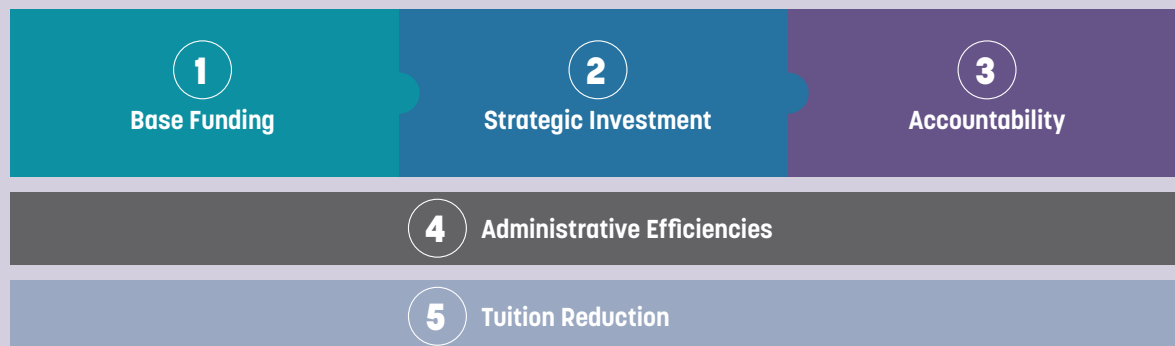 1
Base Funding
2
Strategic Investment
3
Accountability
4 Administrative Efficiencies
5 Tuition Reduction